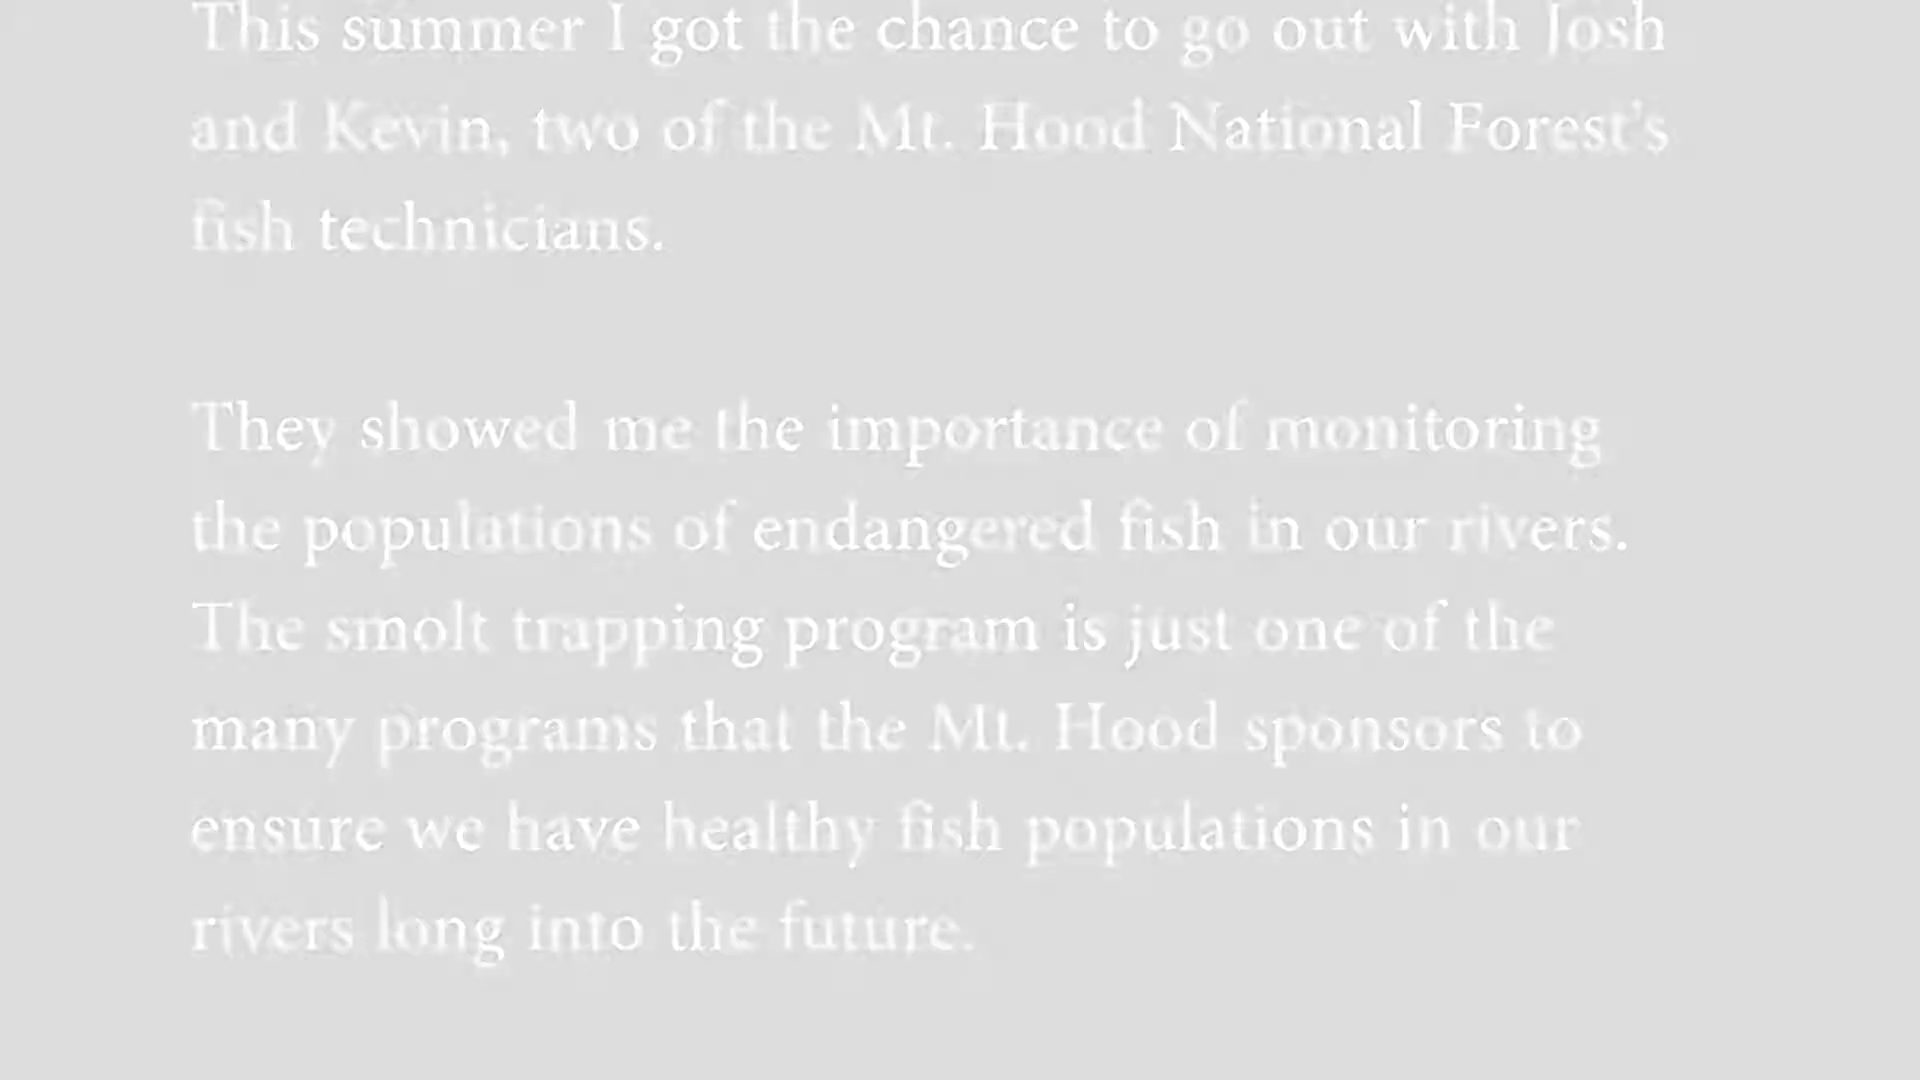 This summer I got the chance to go out with Josh
and Kevin, two of the Mt. Hood National Forest's
fish technicians.
They showed me the importance of monitoring
the populations of endangered fish in our rivers.
The smolt trapping program is just one of the
many programs that the Mt. Hood sponsors to
ensure we have healthy fish populations in our
rivers long into the future.